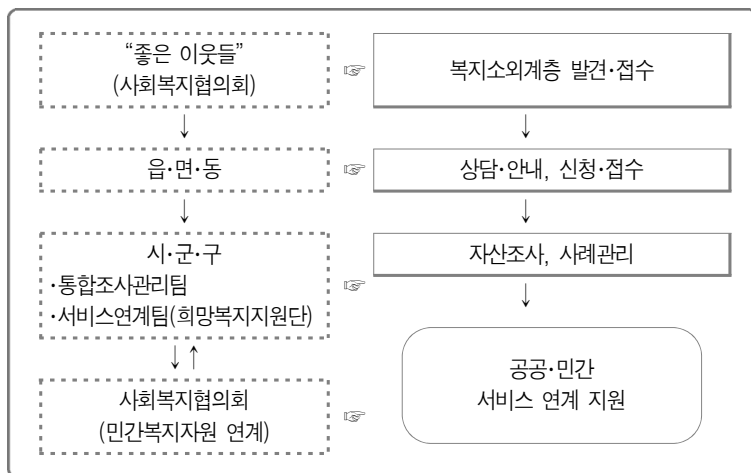 “좋은 이웃들”
(사회복지협의회)
☞
복지소외계층 발견·접수
↓
↓
읍·면·동
☞
상담·안내, 신청·접수
↓
↓
시·군·구
·통합조사관리팀
·서비스연계팀(희망복지지원단)
☞
자산조사, 사례관리
↓
↓↑
사회복지협의회
(민간복지자원 연계)
☞
공공·민간
서비스 연계 지원